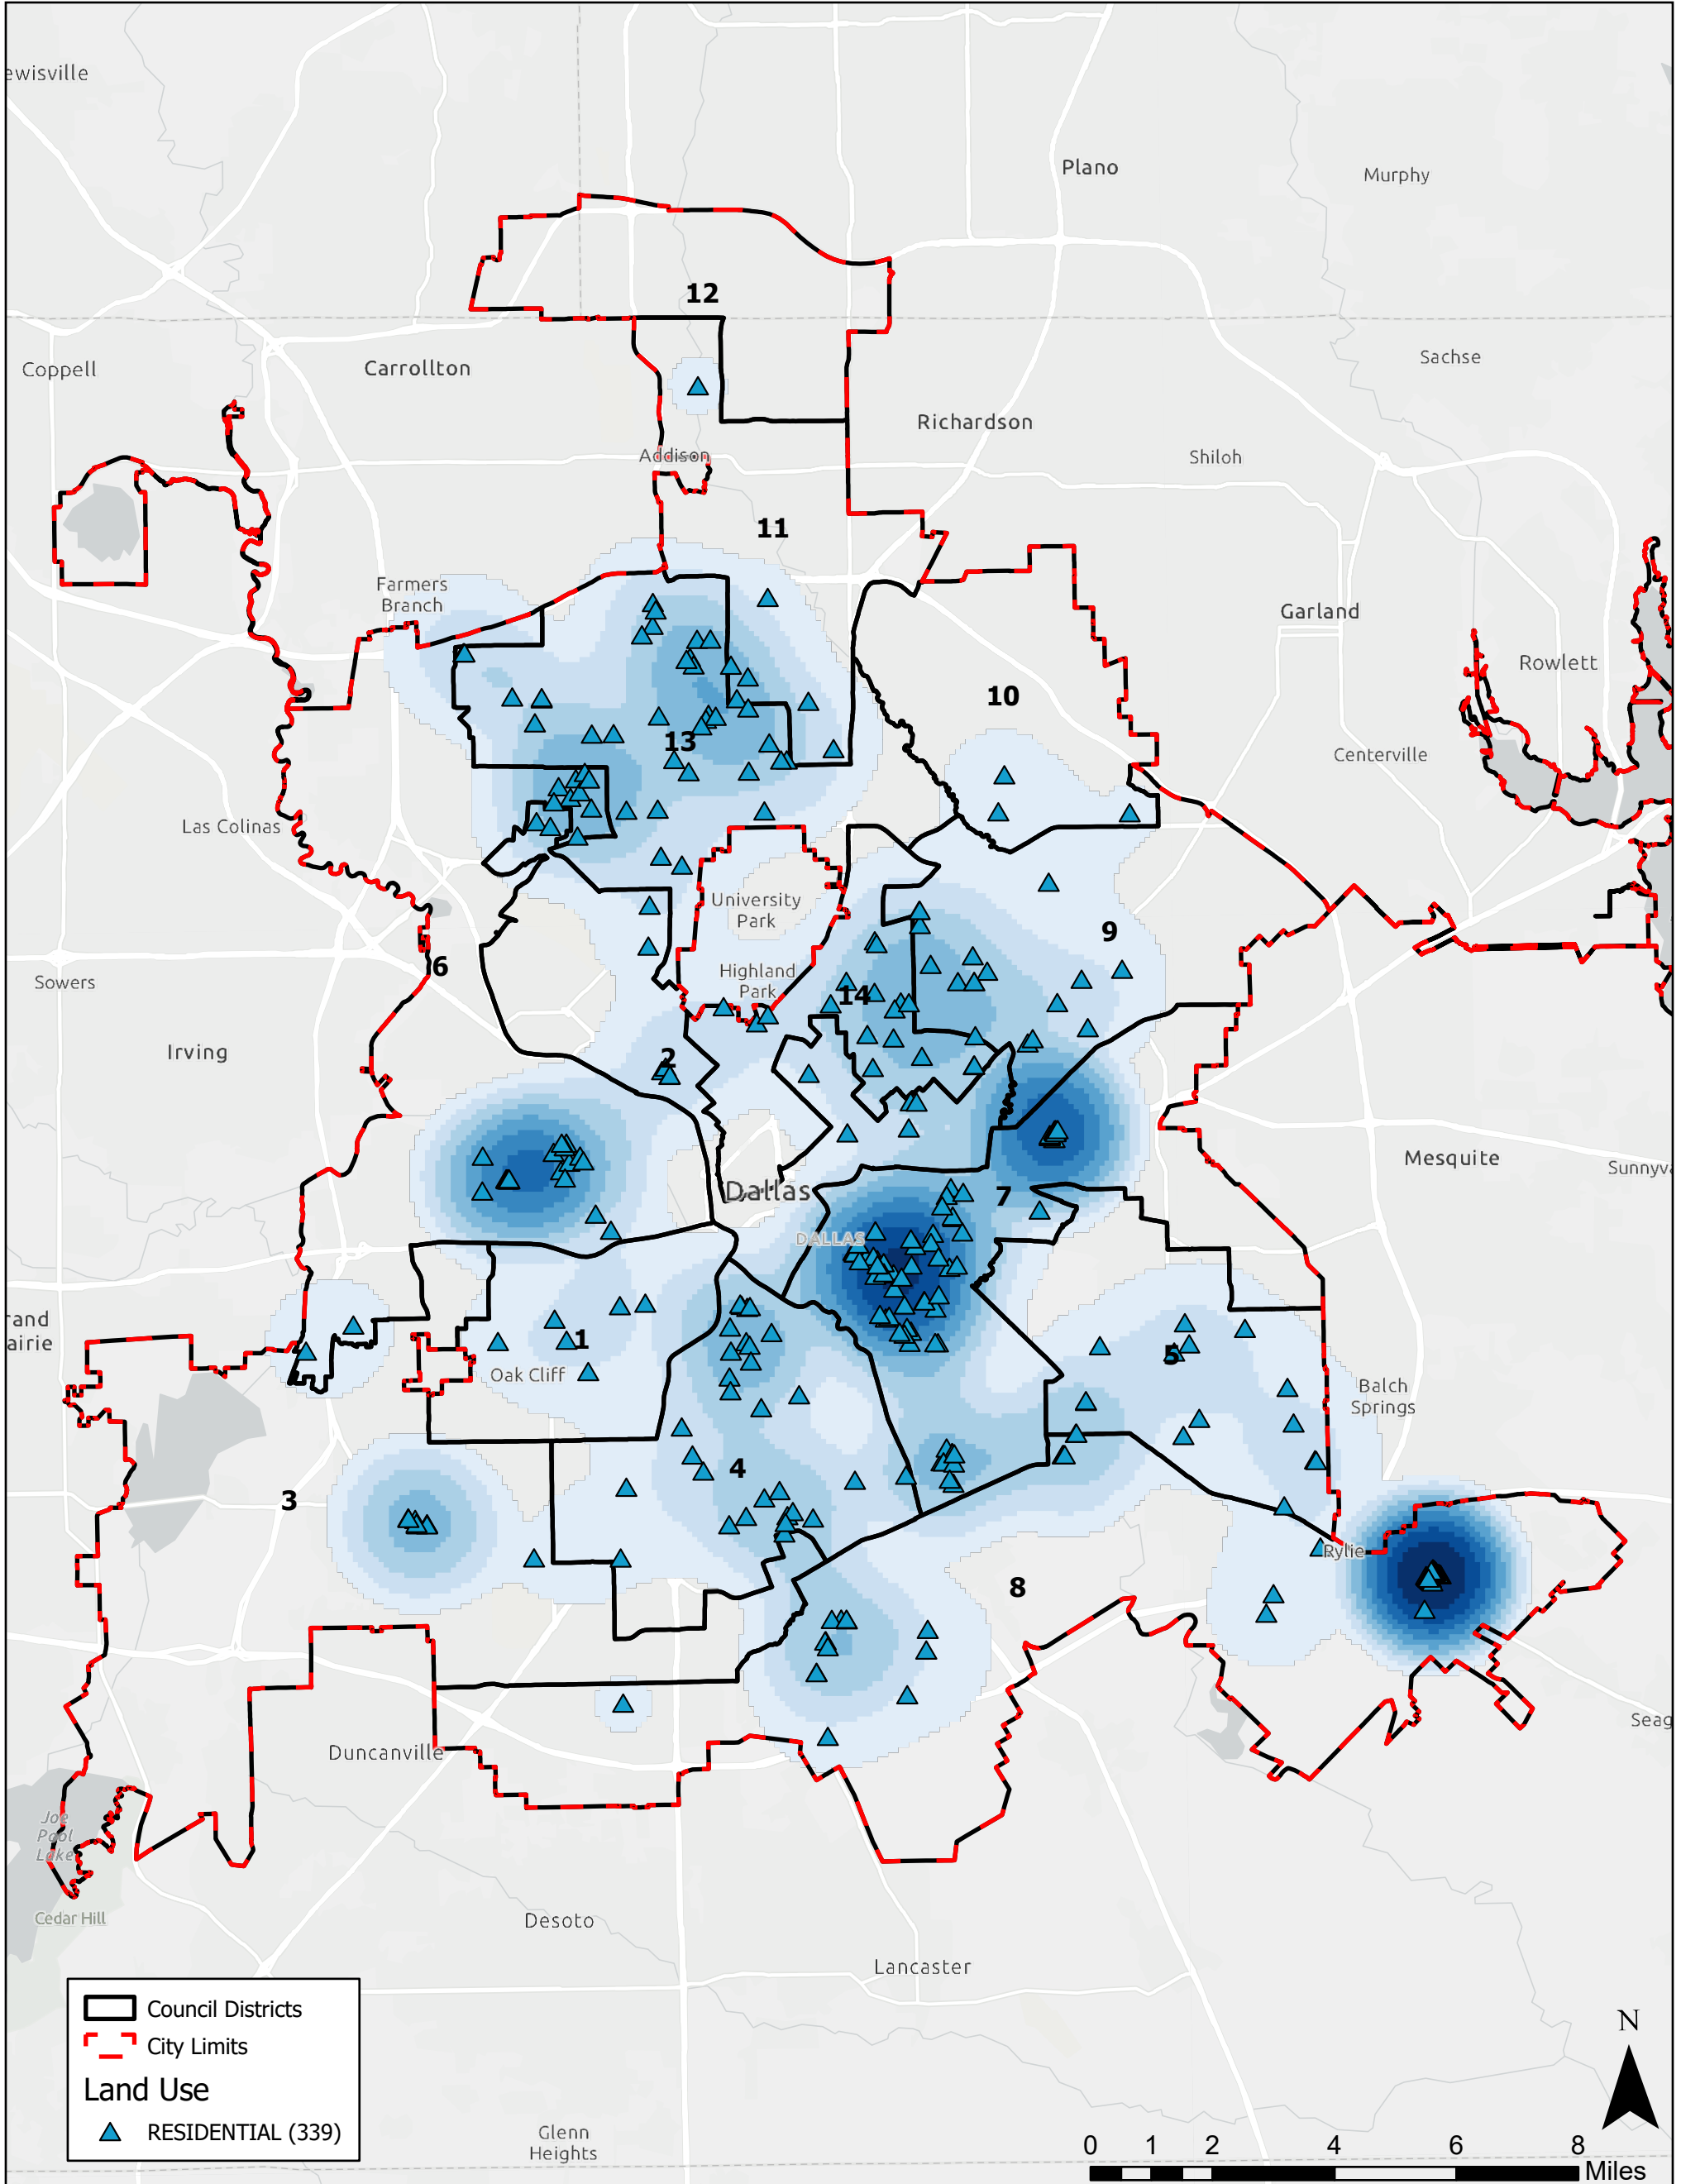 ewisville
Plano
Murphy
12
Coppell
Carrollton
Sachse
Richardson
Addison
Shiloh
11
Farmers
Branch
Garland
Rowlett
10
13
Centerville
Las Colinas
University
Park
9
6
Highland
Park
14
Sowers
Irving
2
Mesquite
Sunnyva
Dallas
7
DALLAS
rand
airie
1
5
Oak Cliff
Balch
Springs
4
3
Rylie
8
Seag
Duncanville
Joe
Pool
Lake
Cedar Hill
Desoto
Lancaster
Council Districts
City Limits
Land Use
RESIDENTIAL (339)
Glenn
Heights
N
0 1 2 4 6 8
Miles